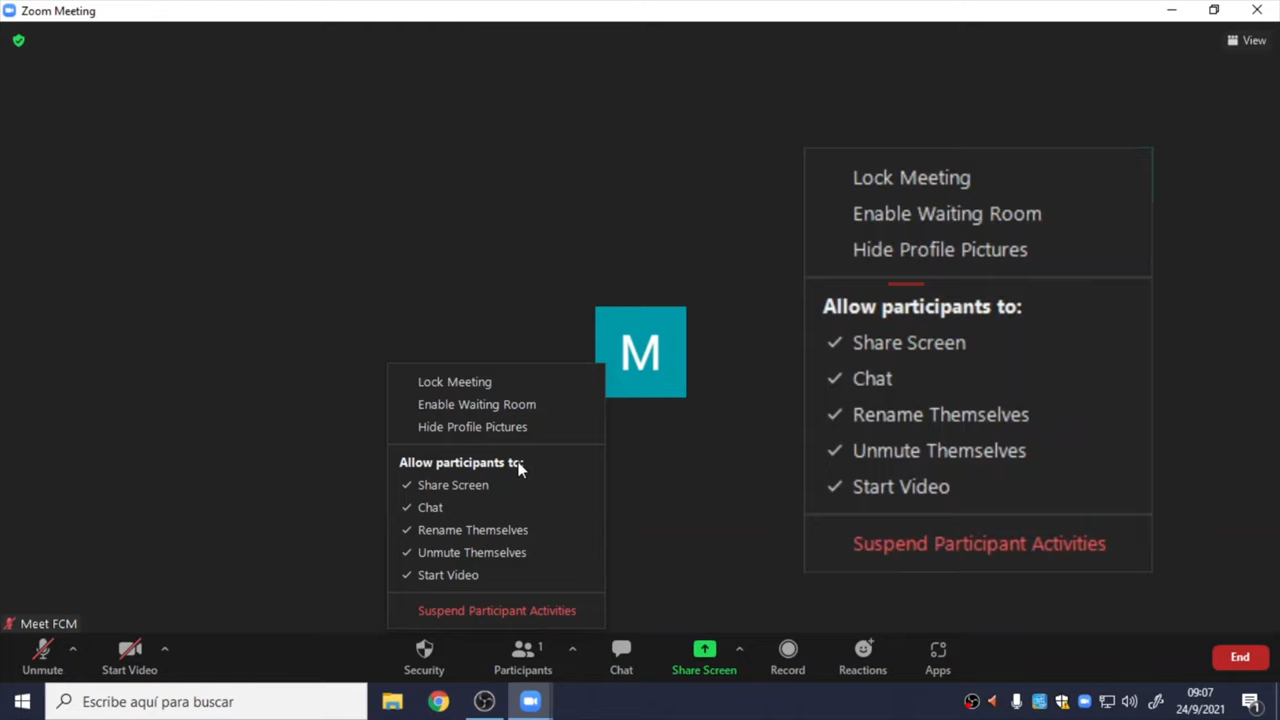 Zoom Meeting
View
Lock Meeting
Enable Waiting Room
Hide Profile Pictures
Allow participants to:
Share Screen
Chat
Rename Themselves
Unmute Themselves
Start Video
Suspend Participant Activities
M
Lock Meeting
Enable Waiting Room
Hide Profile Pictures
Allow participants to:
Share Screen
Chat
Rename Themselves
Unmute Themselves
Start Video
Suspend Participant Activities
Meet FCM
Unmute
Start Video
Security
Participants
1
Chat
Share Screen
Record
Reactions
Apps
End
Escribe aquí para buscar
09:07
24/9/2021
1